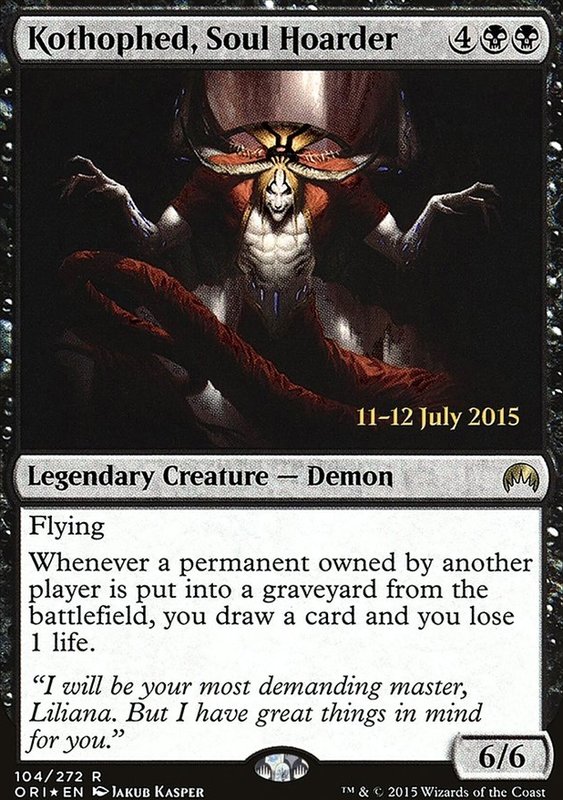 Kothophed, Soul Hoarder 4
11–12 July 2015
Legendary Creature — Demon
Flying
Whenever a permanent owned by another
player is put into a graveyard from the
battlefield, you draw a card and you lose
1 life.
“I will be your most demanding master,
Liliana. But I have great things in mind
for you.”
6/6
104/272 R
ORI★EN Jakub Kasper
™ & © 2015 Wizards of the Coast